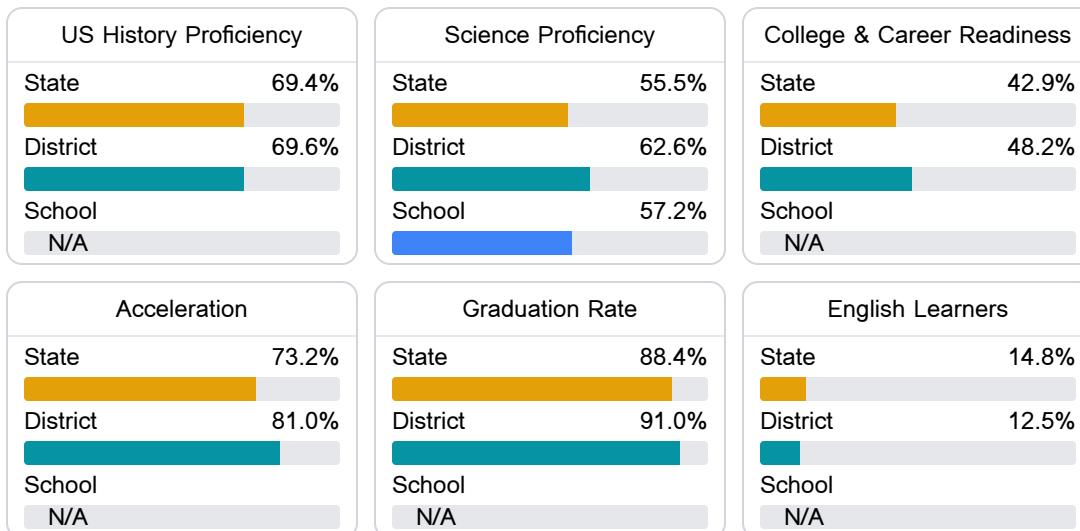 US History Proficiency
State 69.4%
District 69.6%
School
N/A
Science Proficiency
State 55.5%
District 62.6%
School 57.2%
College & Career Readiness
State 42.9%
District 48.2%
School
N/A
Acceleration
State 73.2%
District 81.0%
School
N/A
Graduation Rate
State 88.4%
District 91.0%
School
N/A
English Learners
State 14.8%
District 12.5%
School
N/A